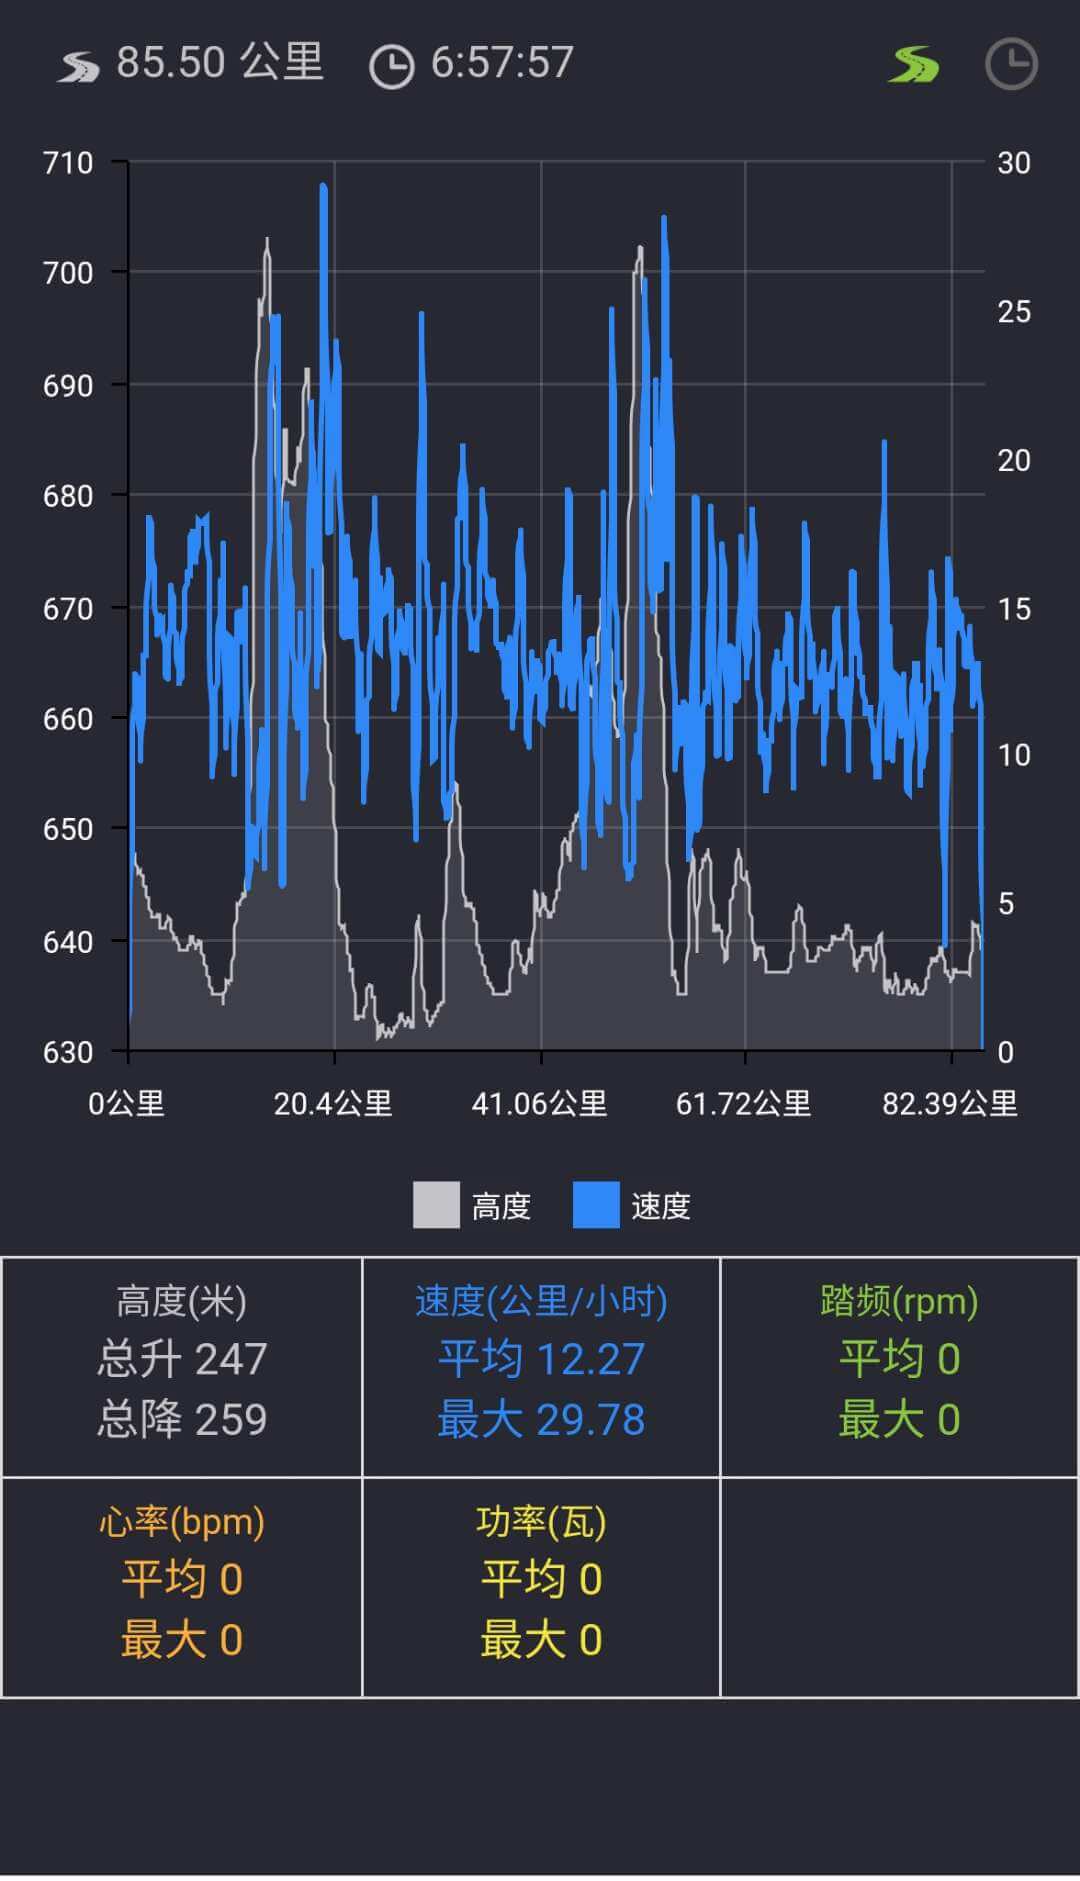 85.50 公里 6:57:57
710 30
700
25
690
20
680
670 15
660
10
650
5
640
630 0
0公里 20.4公里 41.06公里 61.72公里 82.39公里
高度 速度
高度(米) 速度(公里/小时) 踏频(rpm)
总升 247 平均 12.27 平均 0
总降 259 最大 29.78 最大 0
心率(bpm) 功率(瓦)
平均 0 平均 0
最大 0 最大 0